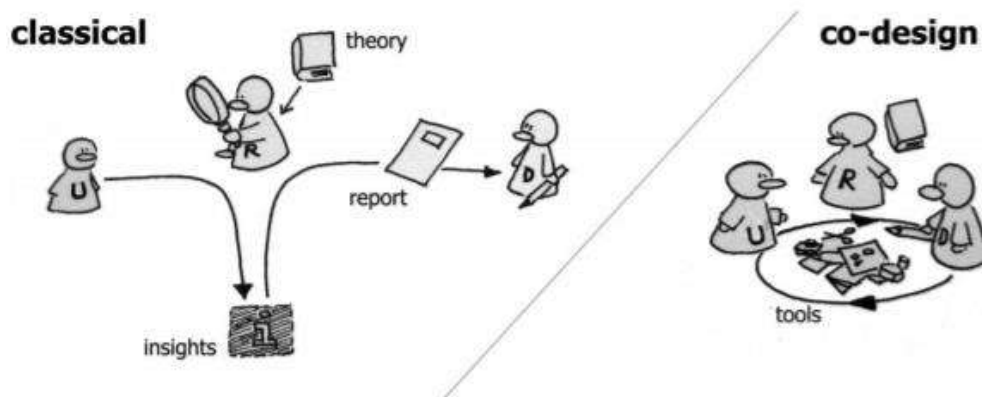 classical
theory
R
U
report
D
insights
i
co-design
R
U
D
tools